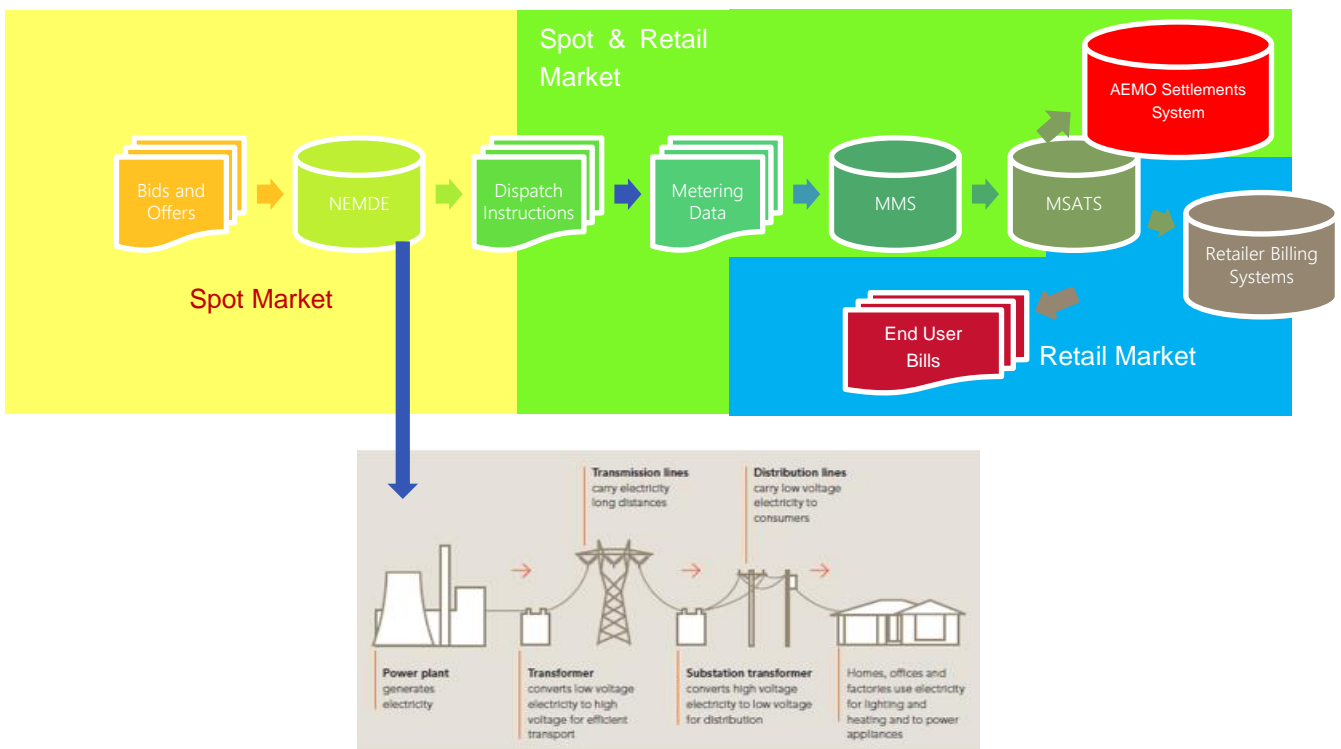 Spot & Retail
Market
AEMO Settlements
System
Bids and
Offers
NEMDE
Dispatch
Instructions
Metering
Data
MMS
MSATS
Retailer Billing
Systems
Spot Market
End User
Bills
Retail Market
Transmission lines
carry electricity
long distances
Distribution lines
carry low voltage
electricity to
consumers
Power plant
generates
electricity
Transformer
converts low voltage
electricity to high
voltage for efficient
transport
Substation transformer
converts high voltage
electricity to low voltage
for distribution
Homes, offices and
factories use electricity
for lighting and
heating and to power
appliances